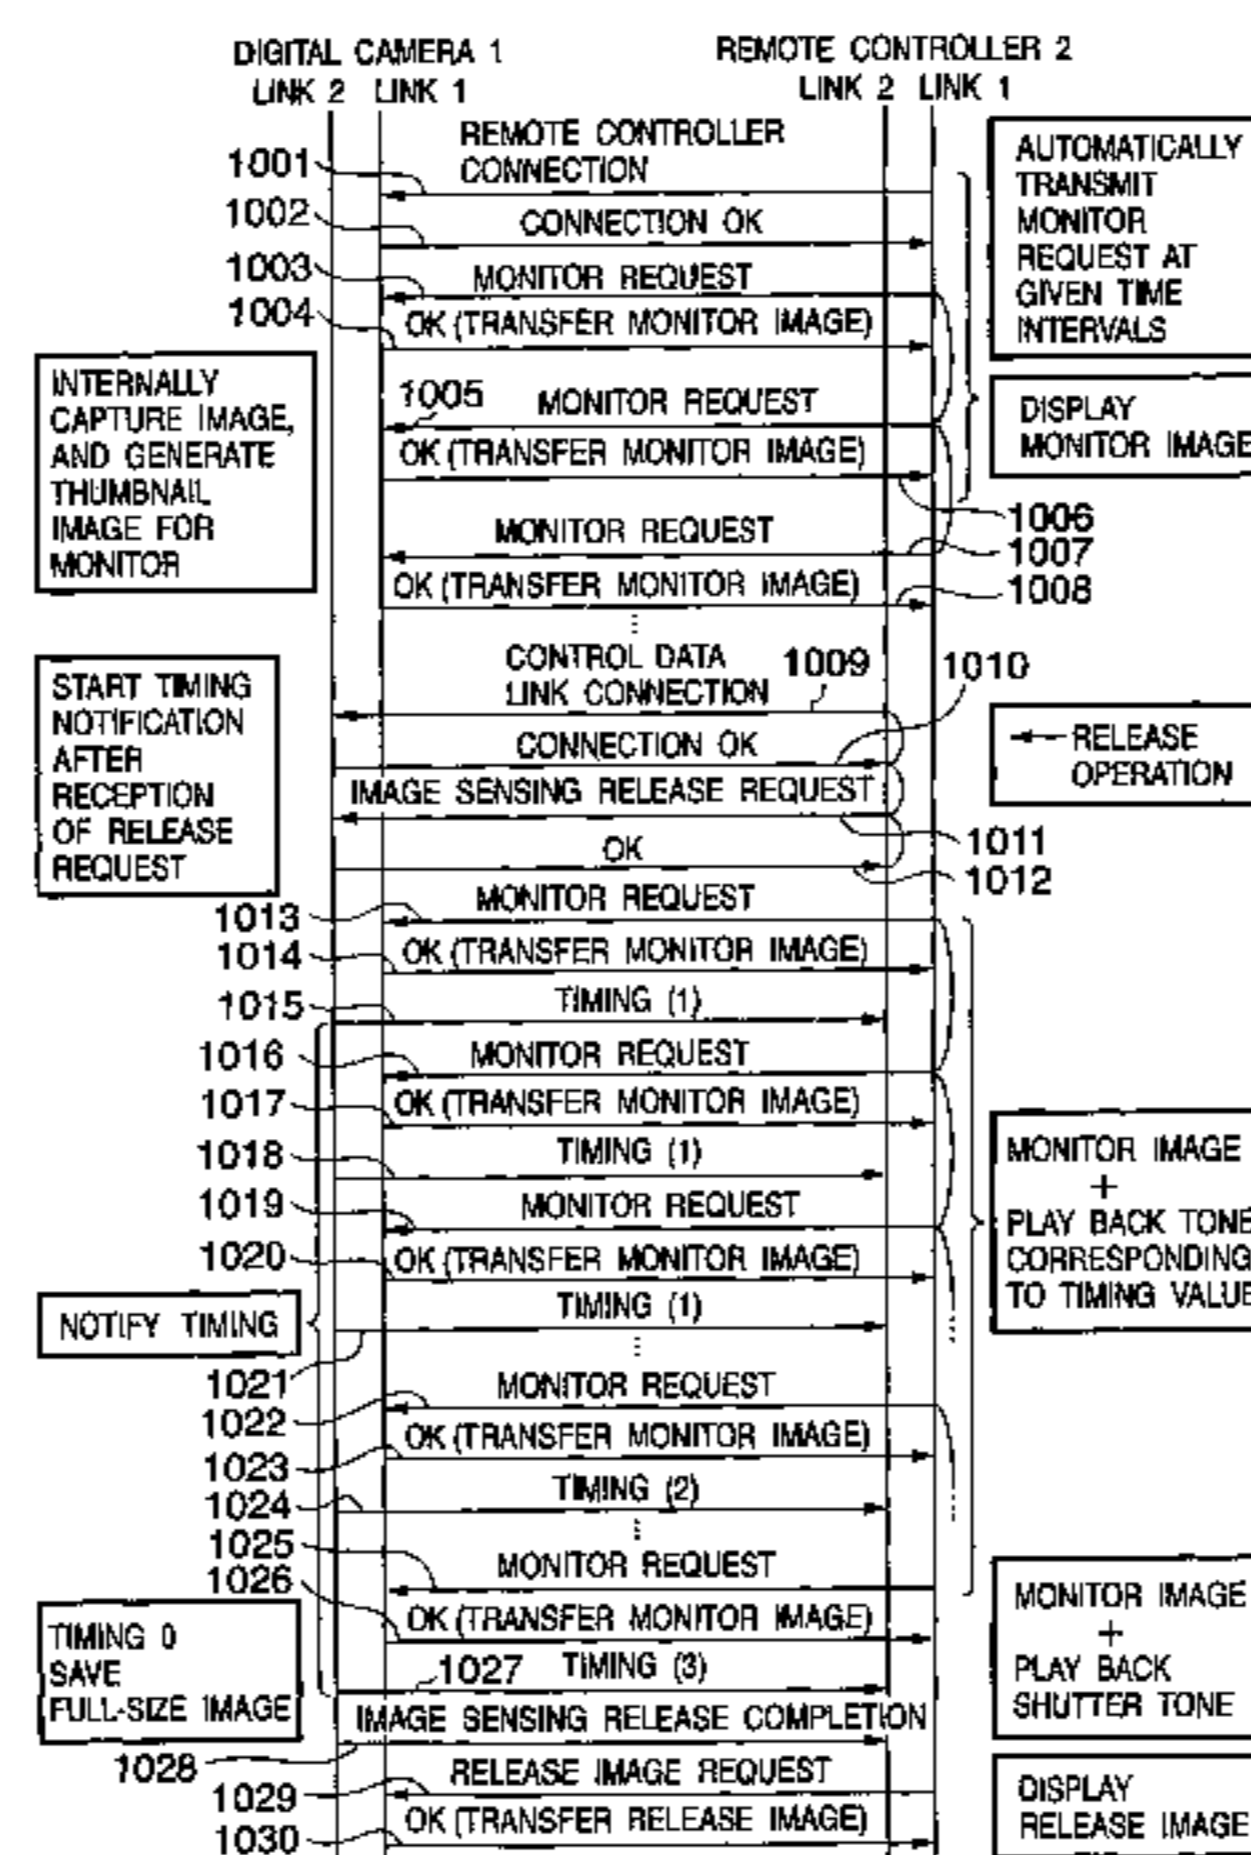 DIGITAL CAMERA 1
REMOTE CONTROLLER 2
LINK 2 LINK 1
LINK 2 LINK 1
REMOTE CONTROLLER
CONNECTION
1001
1002
CONNECTION OK
1003
MONITOR REQUEST
1004
OK (TRANSFER MONITOR IMAGE)
AUTOMATICALLY
TRANSMIT
MONITOR
REQUEST AT
GIVEN TIME
INTERVALS
INTERNALLY
CAPTURE IMAGE,
AND GENERATE
THUMBNAIL
IMAGE FOR
MONITOR
1005
MONITOR REQUEST
OK (TRANSFER MONITOR IMAGE)
DISPLAY
MONITOR IMAGE
1006
MONITOR REQUEST
1007
OK (TRANSFER MONITOR IMAGE)
1008
START TIMING
NOTIFICATION
AFTER
RECEPTION
OF RELEASE
REQUEST
CONTROL DATA
LINK CONNECTION
1009
1010
CONNECTION OK
RELEASE
OPERATION
IMAGE SENSING RELEASE REQUEST
1011
OK
1012
1013
MONITOR REQUEST
1014
OK (TRANSFER MONITOR IMAGE)
1015
TIMING (1)
1016
MONITOR REQUEST
1017
OK (TRANSFER MONITOR IMAGE)
1018
TIMING (1)
1019
MONITOR REQUEST
1020
OK (TRANSFER MONITOR IMAGE)
MONITOR IMAGE
+
PLAY BACK TONE
CORRESPONDING
TO TIMING VALUE
NOTIFY TIMING
TIMING (1)
1021
1022
MONITOR REQUEST
1023
OK (TRANSFER MONITOR IMAGE)
1024
TIMING (2)
1025
MONITOR REQUEST
1026
OK (TRANSFER MONITOR IMAGE)
MONITOR IMAGE
+
PLAY BACK
SHUTTER TONE
TIMING 0
SAVE
FULL-SIZE IMAGE
1027
TIMING (3)
IMAGE SENSING RELEASE COMPLETION
1028
RELEASE IMAGE REQUEST
1029
OK (TRANSFER RELEASE IMAGE)
1030
DISPLAY
RELEASE IMAGE